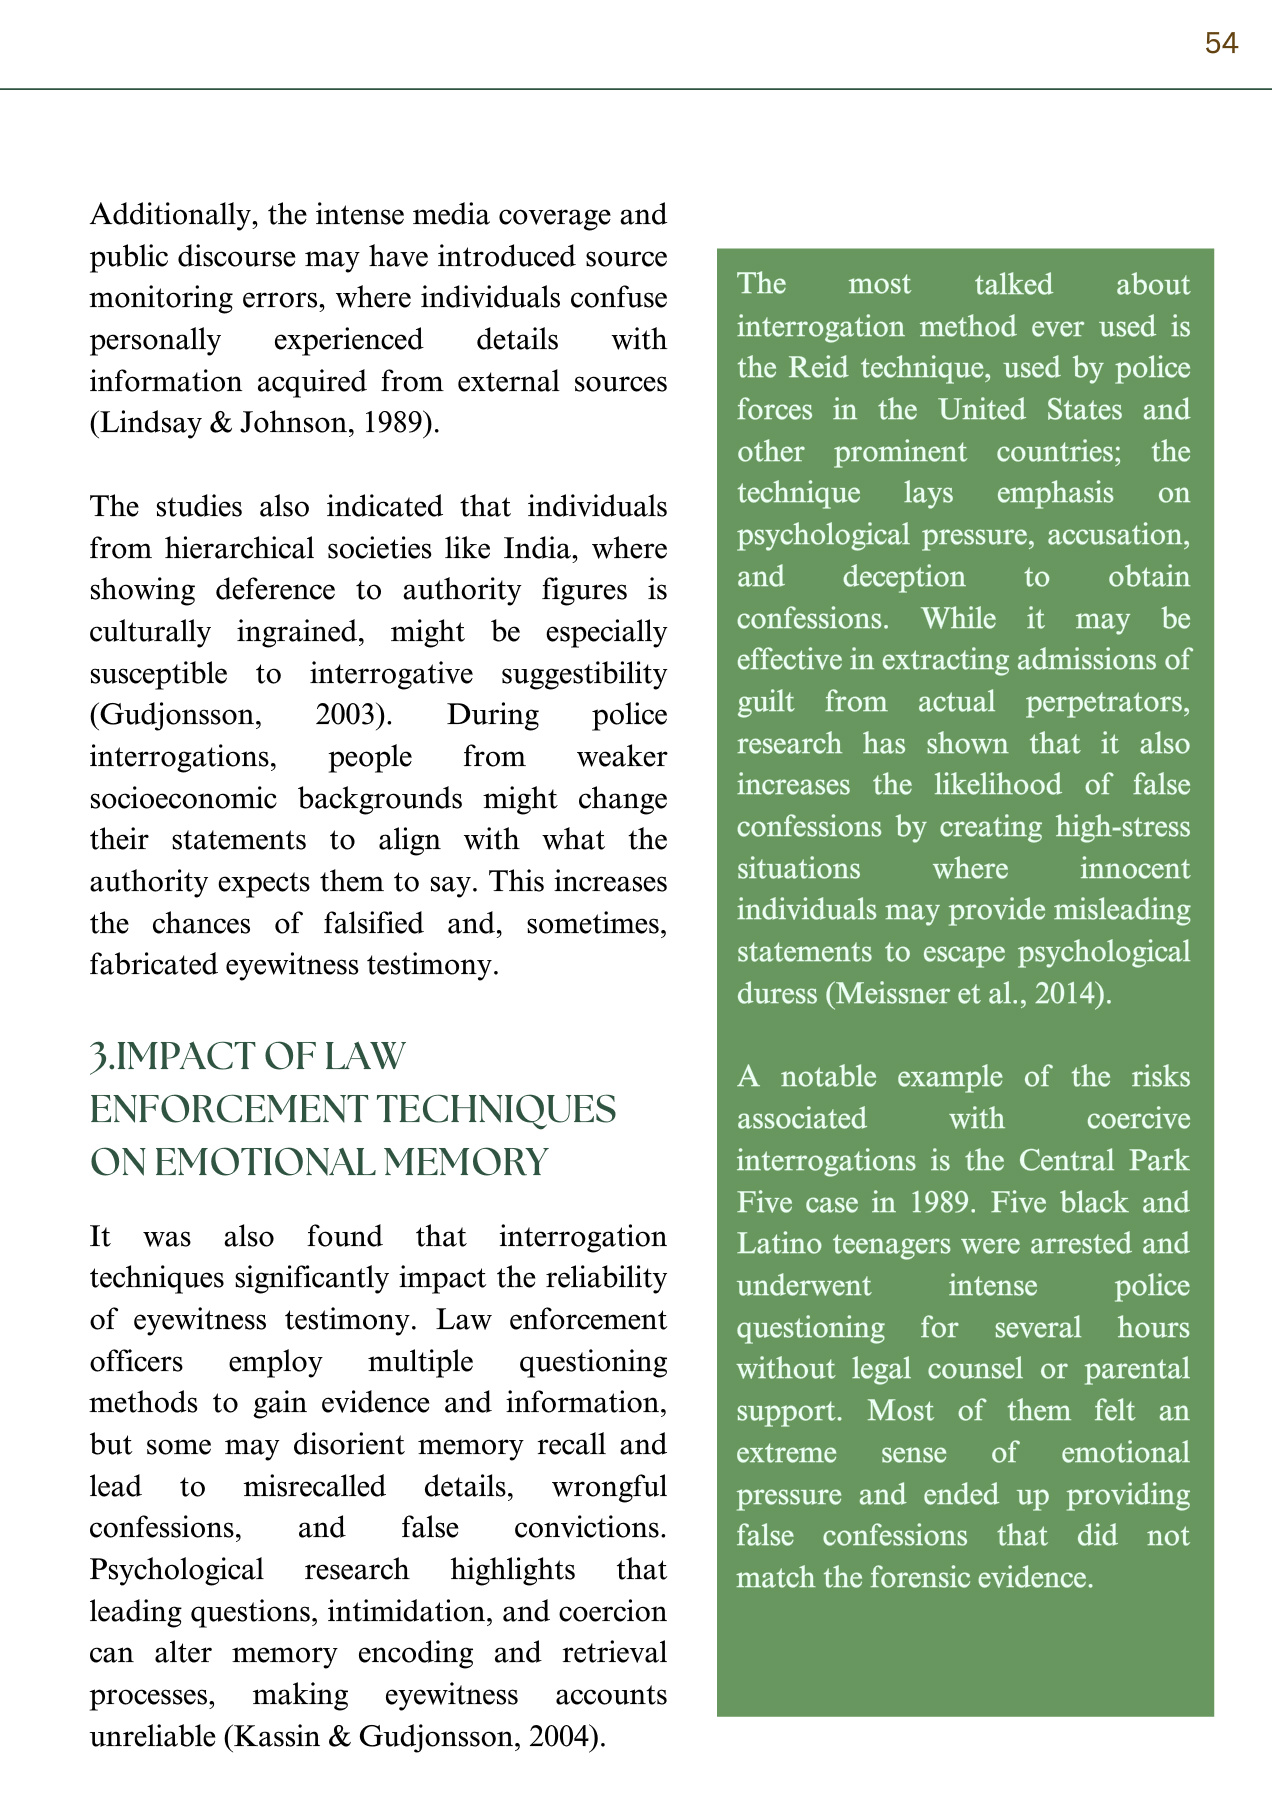 54
Additionally, the intense media coverage and
public discourse may have introduced source
monitoring errors, where individuals confuse
personally experienced details with
information acquired from external sources
(Lindsay & Johnson, 1989).
The studies also indicated that individuals
from hierarchical societies like India, where
showing deference to authority figures is
culturally ingrained, might be especially
susceptible to interrogative suggestibility
(Gudjonsson, 2003). During police
interrogations, people from weaker
socioeconomic backgrounds might change
their statements to align with what the
authority expects them to say. This increases
the chances of falsified and, sometimes,
fabricated eyewitness testimony.
3.IMPACT OF LAW
ENFORCEMENT TECHNIQUES
ON EMOTIONAL MEMORY
It was also found that interrogation
techniques significantly impact the reliability
of eyewitness testimony. Law enforcement
officers employ multiple questioning
methods to gain evidence and information,
but some may disorient memory recall and
lead to misrecalled details, wrongful
confessions, and false convictions.
Psychological research highlights that
leading questions, intimidation, and coercion
can alter memory encoding and retrieval
processes, making eyewitness accounts
unreliable (Kassin & Gudjonsson, 2004).
The most talked about
interrogation method ever used is
the Reid technique, used by police
forces in the United States and
other prominent countries; the
technique lays emphasis on
psychological pressure, accusation,
and deception to obtain
confessions. While it may be
effective in extracting admissions of
guilt from actual perpetrators,
research has shown that it also
increases the likelihood of false
confessions by creating high-stress
situations where innocent
individuals may provide misleading
statements to escape psychological
duress (Meissner et al., 2014).
A notable example of the risks
associated with coercive
interrogations is the Central Park
Five case in 1989. Five black and
Latino teenagers were arrested and
underwent intense police
questioning for several hours
without legal counsel or parental
support. Most of them felt an
extreme sense of emotional
pressure and ended up providing
false confessions that did not
match the forensic evidence.